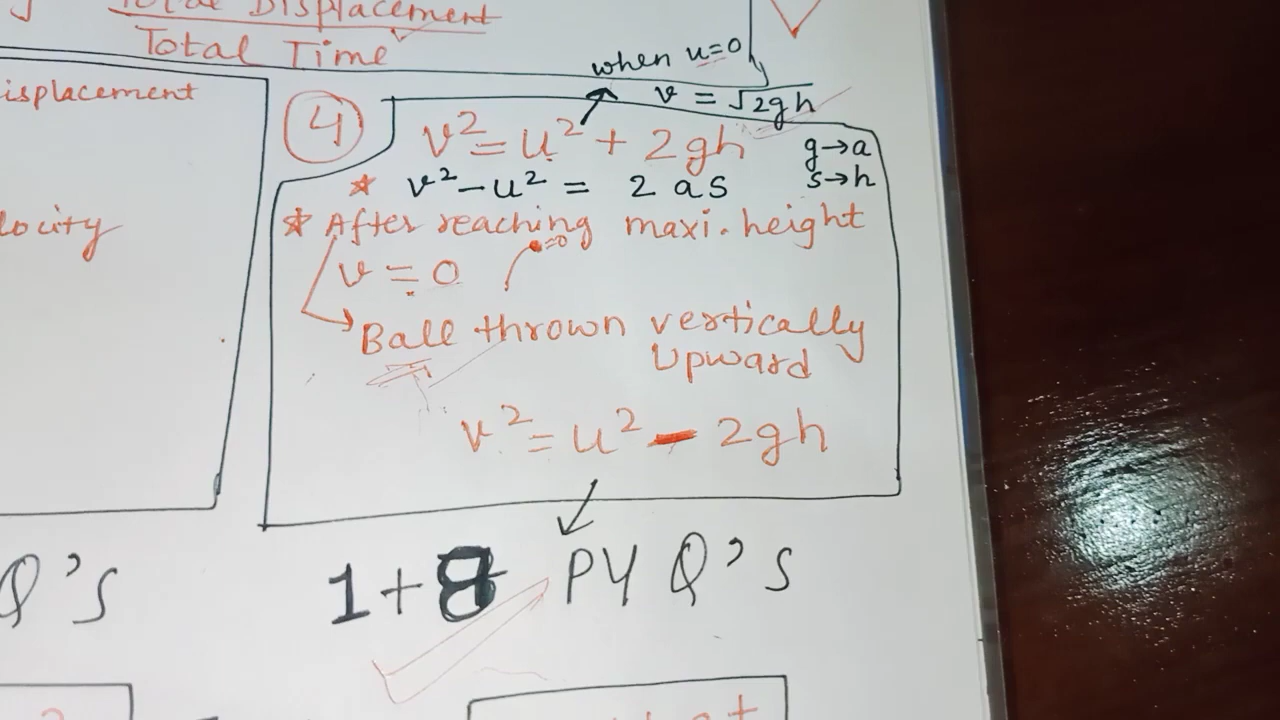 Total Displacement
Total Time
isplacement
locity
when u=0
v = √2gh
4
v² = u² + 2gh
g→a
s→h
* v² - u² = 2as
* After reaching maxi. height
v = 0
=0
Ball thrown vertically
Upward
v² = u² - 2gh
Q's
1+8 PYQ's